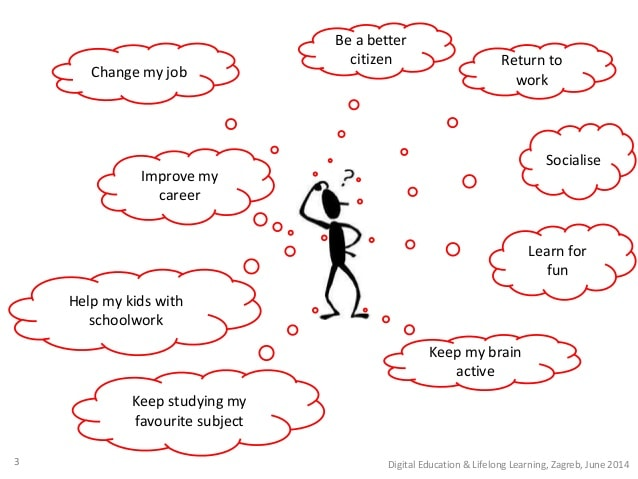 Be a better
citizen
Change my job
Return to
work
Socialise
Improve my
career
?
Learn for
fun
Help my kids with
schoolwork
Keep my brain
active
Keep studying my
favourite subject
3
Digital Education & Lifelong Learning, Zagreb, June 2014